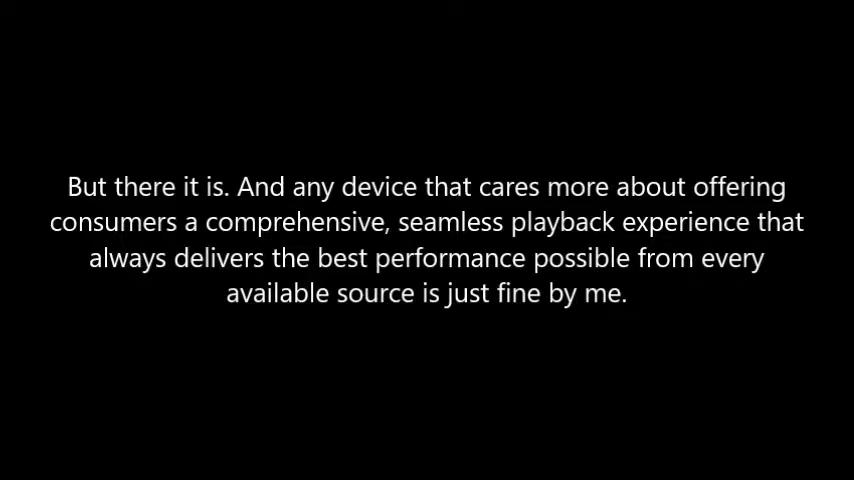 But there it is. And any device that cares more about offering
consumers a comprehensive, seamless playback experience that
always delivers the best performance possible from every
available source is just fine by me.